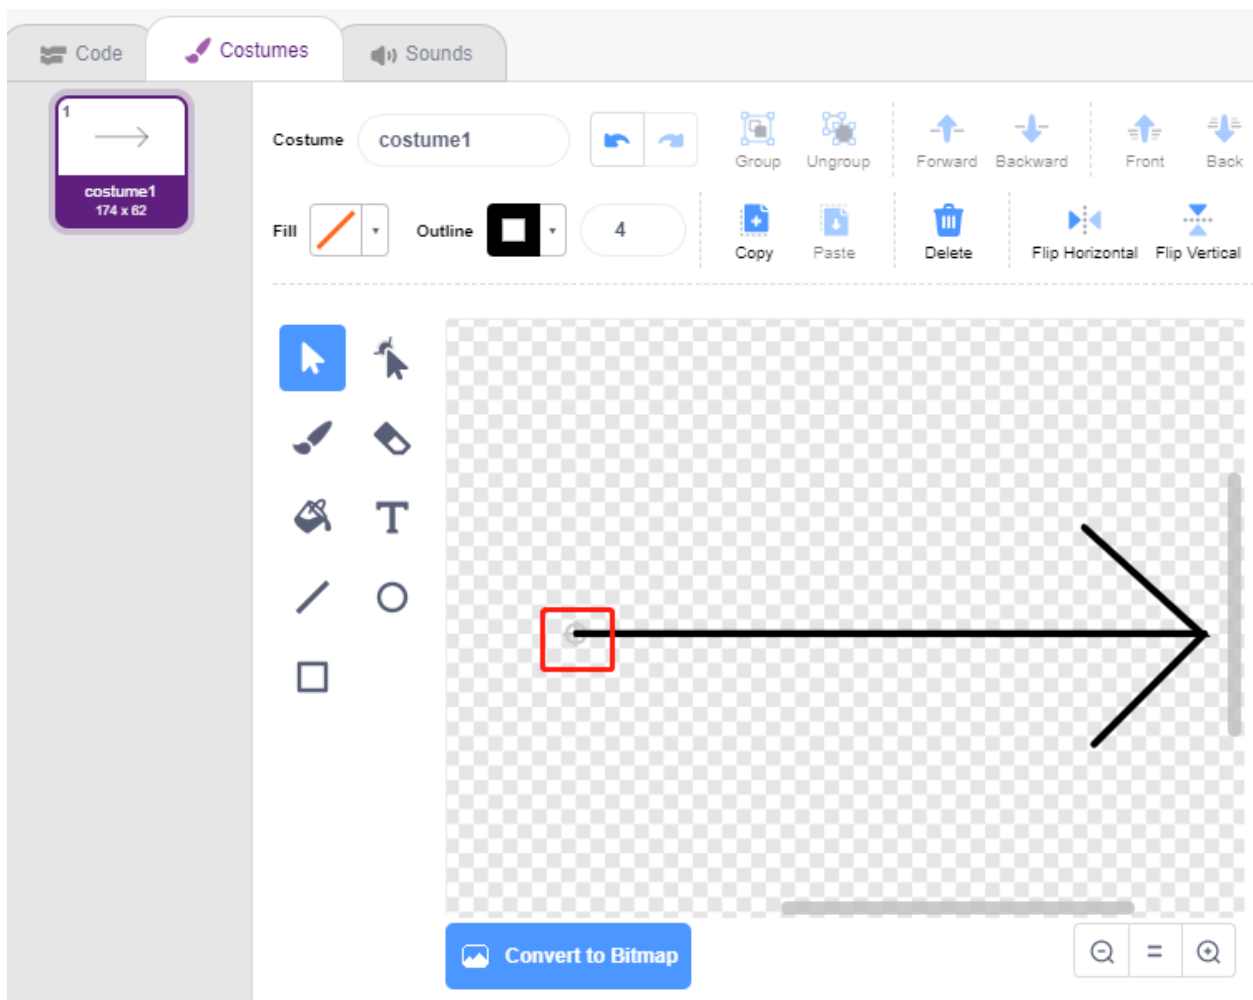 Code
Costumes
Sounds
1
costume1
174 x 62
Costume
costume1
Group
Ungroup
Forward
Backward
Front
Back
Fill
Outline
4
Copy
Paste
Delete
Flip Horizontal
Flip Vertical
T
Convert to Bitmap